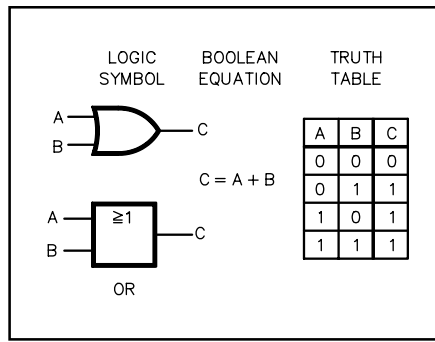 LOGIC SYMBOL
BOOLEAN EQUATION
TRUTH TABLE
A
B
C
C = A + B
A
B
≧1
C
OR
A B C
0 0 0
0 1 1
1 0 1
1 1 1